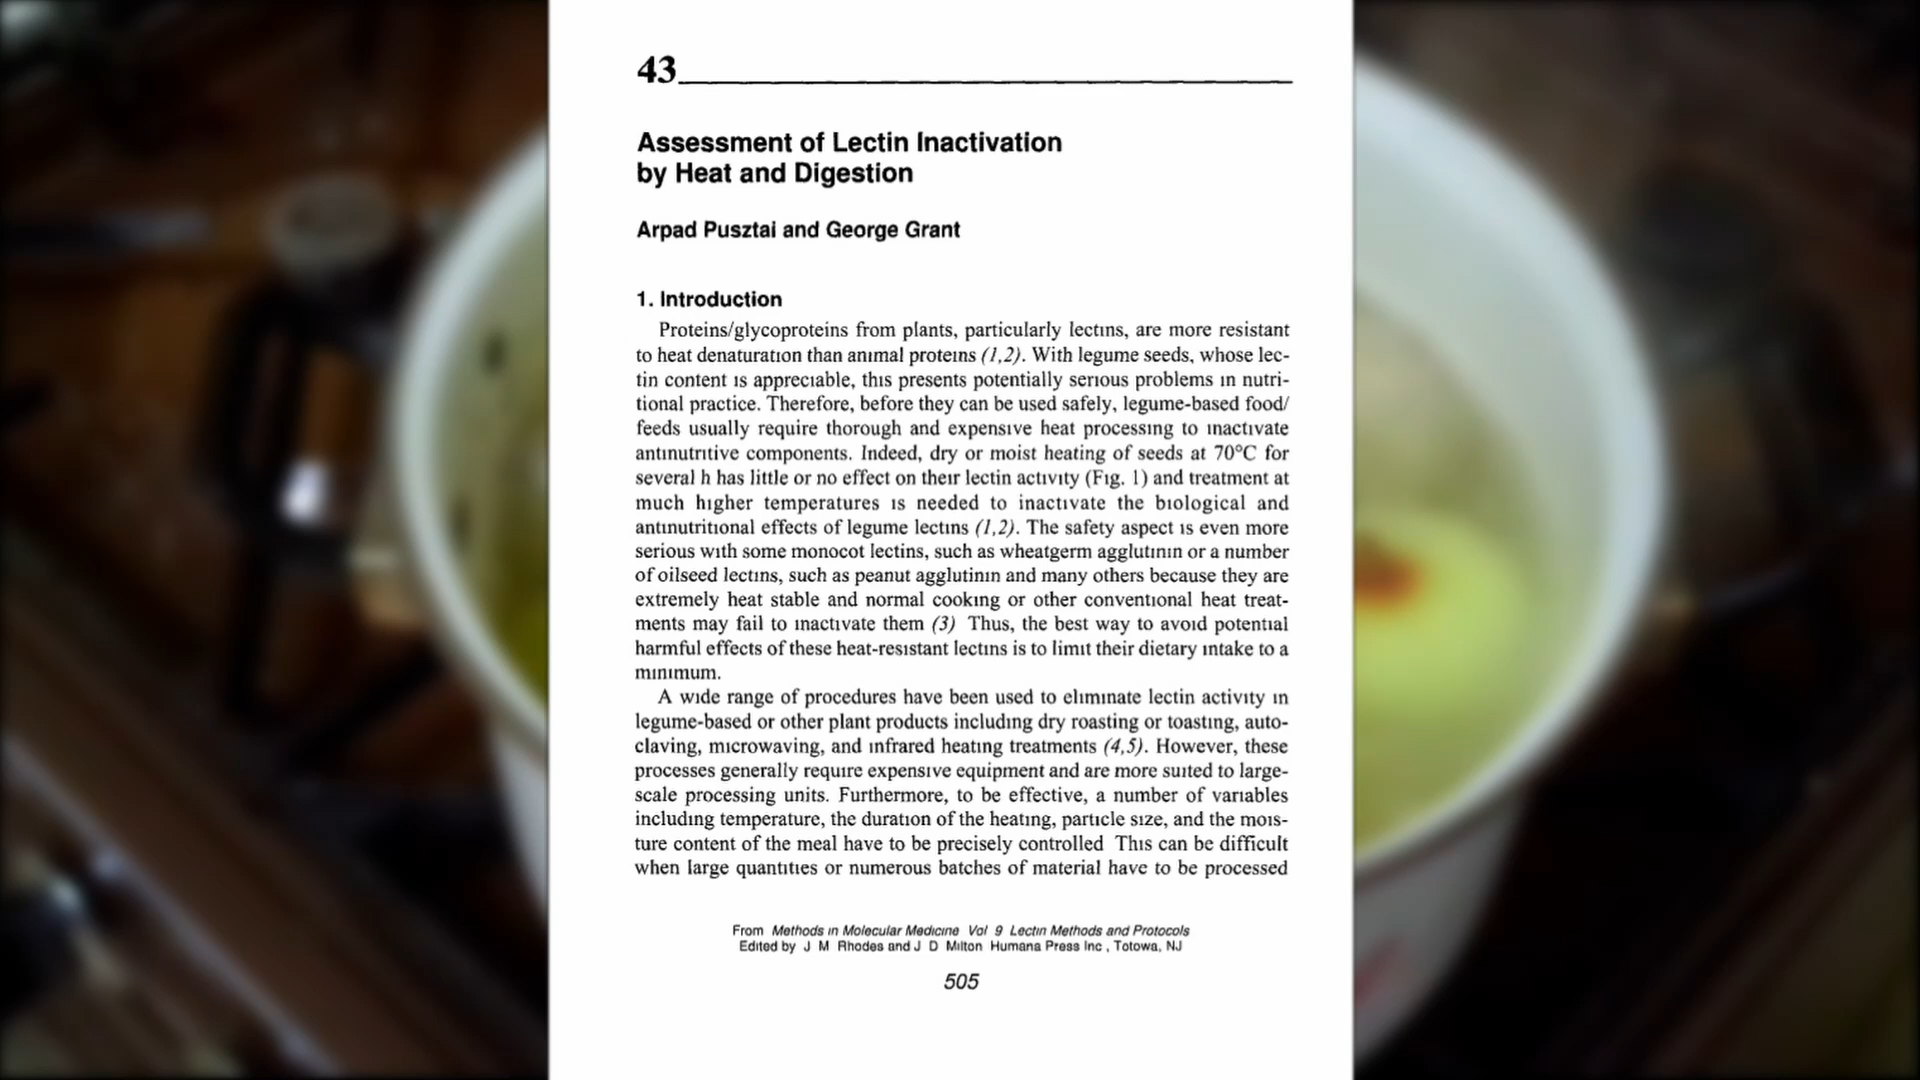 43
Assessment of Lectin Inactivation
by Heat and Digestion
Arpad Pusztai and George Grant
1. Introduction
Proteins/glycoproteins from plants, particularly lectins, are more resistant
to heat denaturation than animal proteins (1,2). With legume seeds, whose lec-
tin content is appreciable, this presents potentially serious problems in nutri-
tional practice. Therefore, before they can be used safely, legume-based food/
feeds usually require thorough and expensive heat processing to inactivate
antinutritive components. Indeed, dry or moist heating of seeds at 70°C for
several h has little or no effect on their lectin activity (Fig. 1) and treatment at
much higher temperatures is needed to inactivate the biological and
antinutritional effects of legume lectins (1,2). The safety aspect is even more
serious with some monocot lectins, such as wheatgerm agglutinin or a number
of oilseed lectins, such as peanut agglutinin and many others because they are
extremely heat stable and normal cooking or other conventional heat treat-
ments may fail to inactivate them (3) Thus, the best way to avoid potential
harmful effects of these heat-resistant lectins is to limit their dietary intake to a
minimum.
A wide range of procedures have been used to eliminate lectin activity in
legume-based or other plant products including dry roasting or toasting, auto-
claving, microwaving, and infrared heating treatments (4,5). However, these
processes generally require expensive equipment and are more suited to large-
scale processing units. Furthermore, to be effective, a number of variables
including temperature, the duration of the heating, particle size, and the mois-
ture content of the meal have to be precisely controlled This can be difficult
when large quantities or numerous batches of material have to be processed
From Methods in Molecular Medicine Vol 9 Lectin Methods and Protocols
Edited by J M Rhodes and J D Milton Humana Press Inc , Totowa, NJ
505